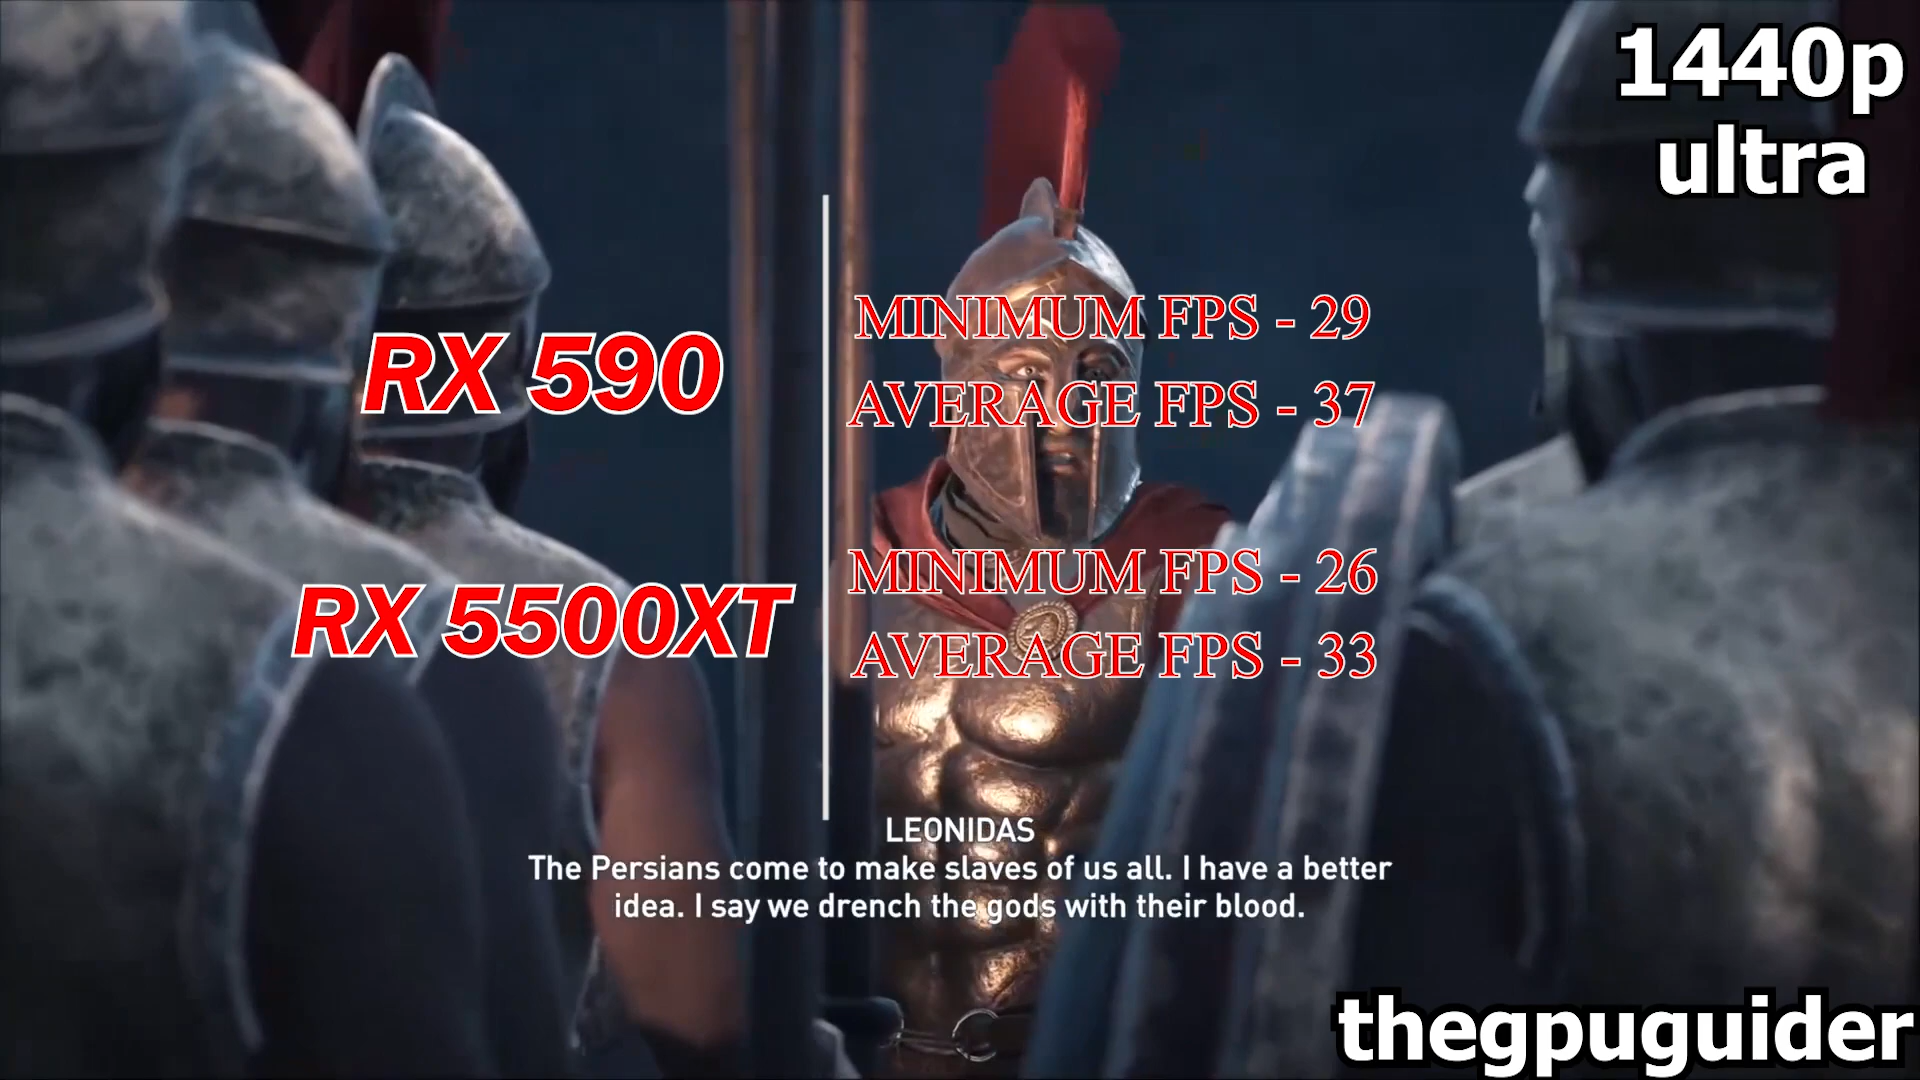 1440p
ultra
RX 590
MINIMUM FPS - 29
AVERAGE FPS - 37
RX 5500XT
MINIMUM FPS - 26
AVERAGE FPS - 33
LEONIDAS
The Persians come to make slaves of us all. I have a better
idea. I say we drench the gods with their blood.
thegpuguider